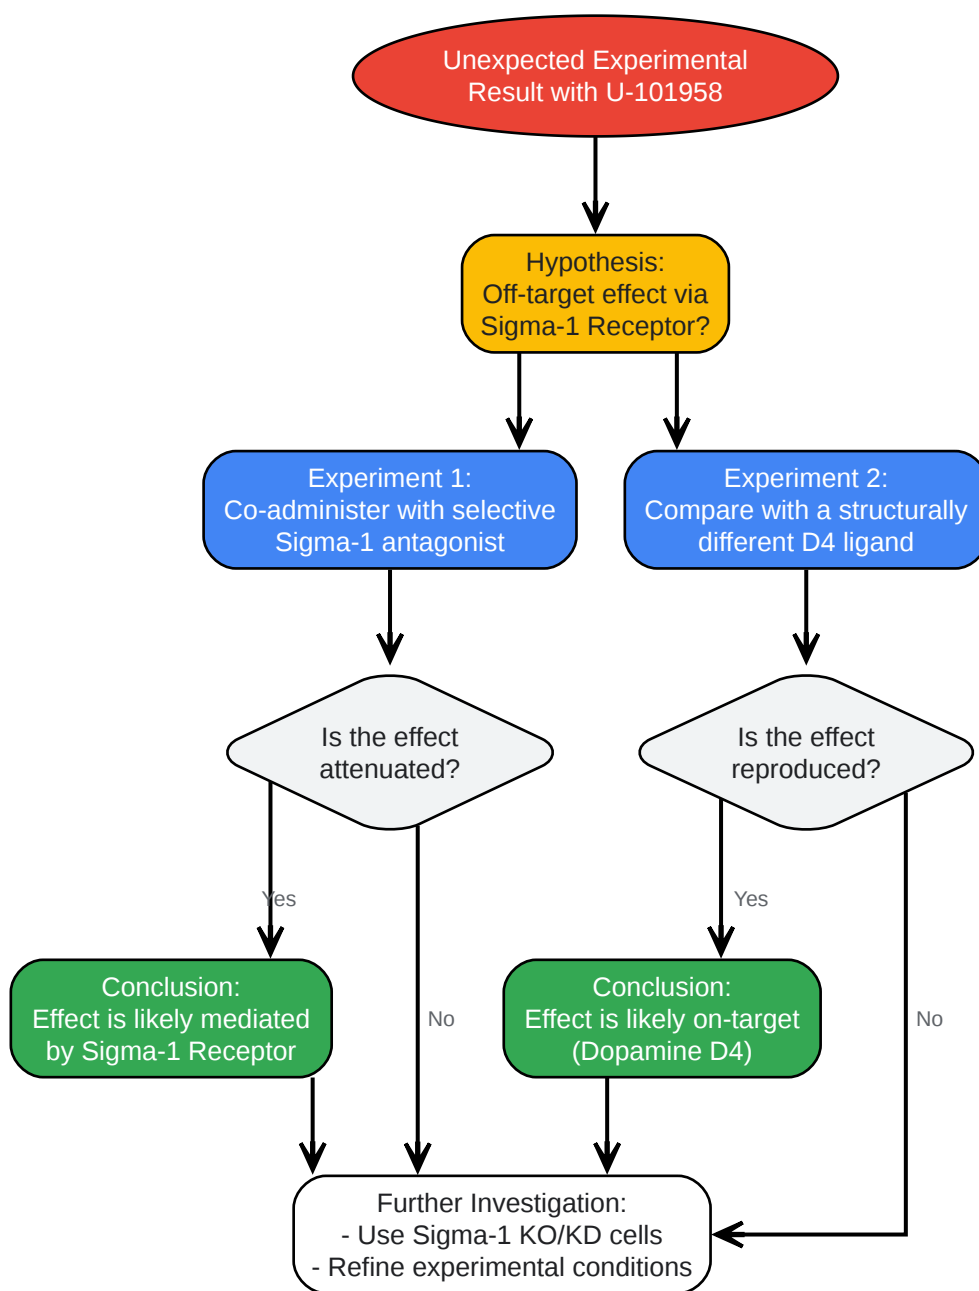 Unexpected Experimental
Result with U-101958
Hypothesis:
Off-target effect via
Sigma-1 Receptor?
Experiment 1:
Co-administer with selective
Sigma-1 antagonist
Experiment 2:
Compare with a structurally
different D4 ligand
Is the effect
attenuated?
Is the effect
reproduced?
Yes
Yes
Conclusion:
Effect is likely mediated
by Sigma-1 Receptor
No
Conclusion:
Effect is likely on-target
(Dopamine D4)
No
Further Investigation:
- Use Sigma-1 KO/KD cells
- Refine experimental conditions